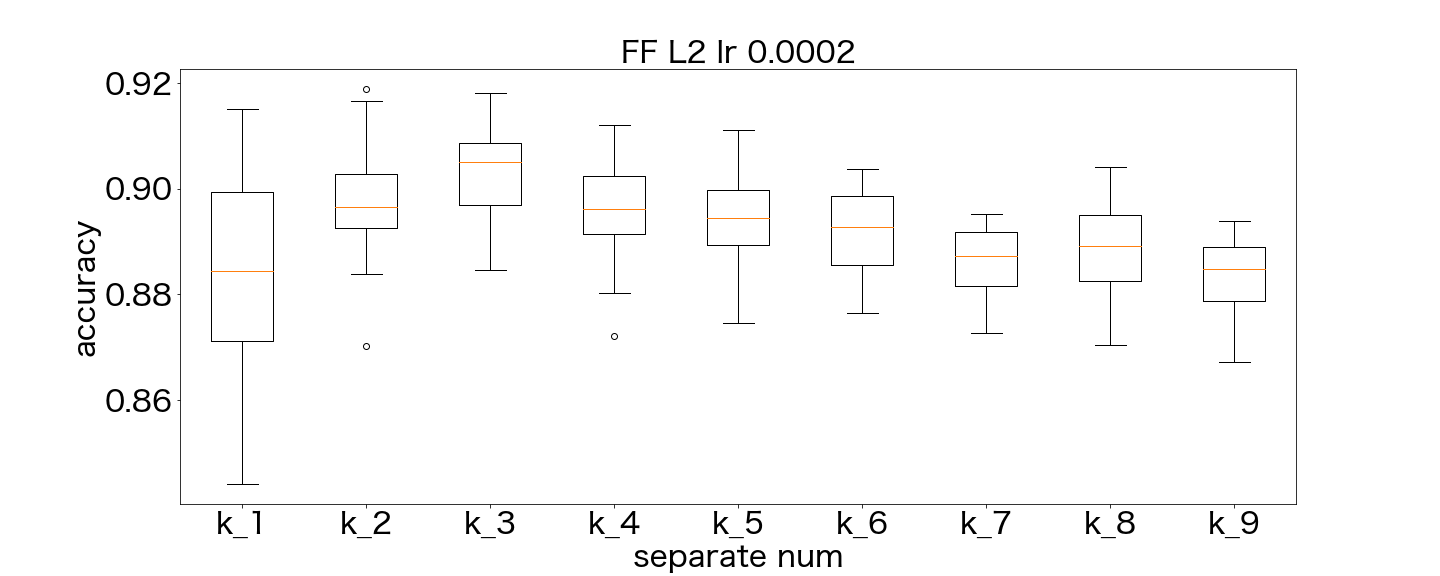 FF L2 lr 0.0002
accuracy
0.92
0.90
0.88
0.86
k_1 k_2 k_3 k_4 k_5 k_6 k_7 k_8 k_9
separate num